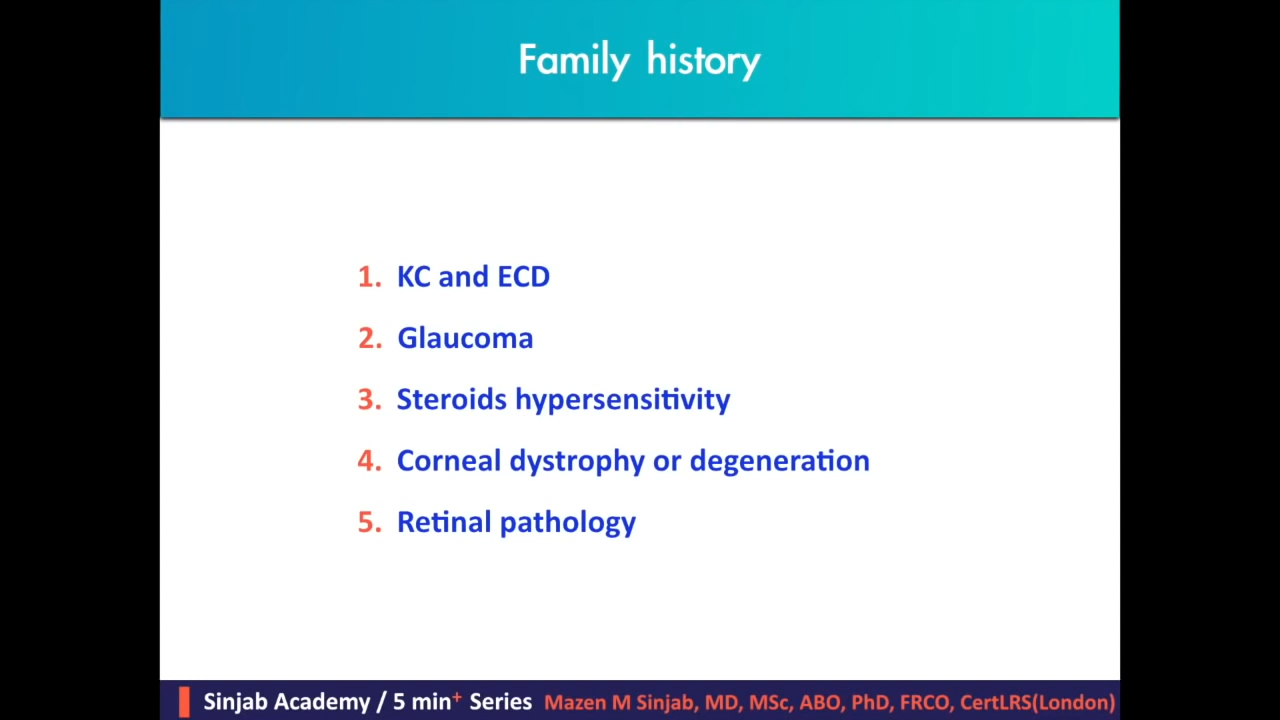 Family history
1. KC and ECD
2. Glaucoma
3. Steroids hypersensitivity
4. Corneal dystrophy or degeneration
5. Retinal pathology
Sinjab Academy / 5 min+ Series Mazen M Sinjab, MD, MSc, ABO, PhD, FRCO, CertLRS(London)